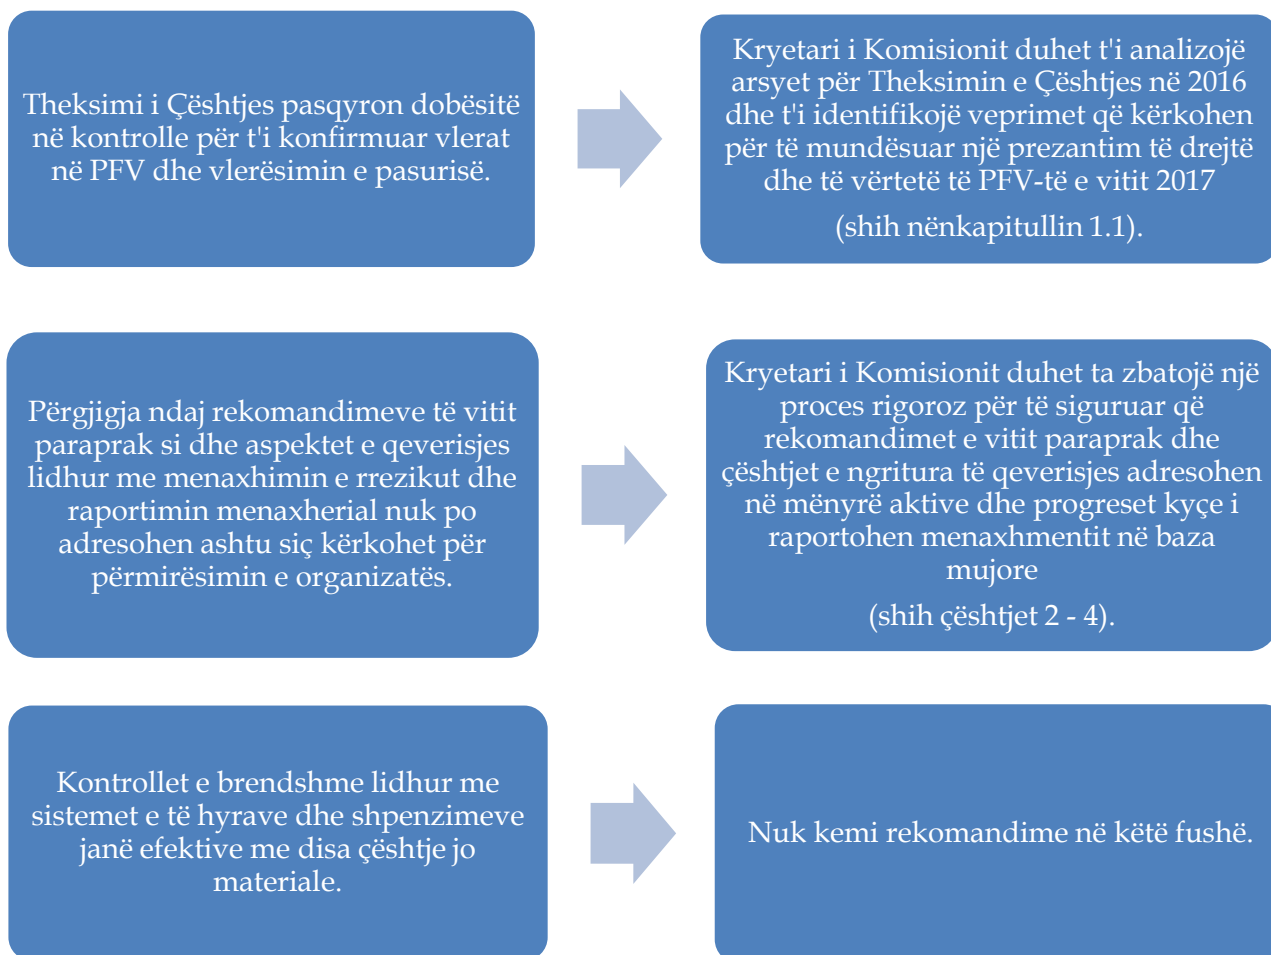 Theksimi i Çështjes pasqyron dobësitë
në kontrolle për t'i konfirmuar vlerat
në PFV dhe vlerësimin e pasurisë.
Kryetari i Komisionit duhet t'i analizojë
arsyet për Theksimin e Çështjes në 2016
dhe t'i identifikojë veprimet që kërkohen
për të mundësuar një prezantim të drejtë
dhe të vërtetë të PFV-të e vitit 2017
(shih nënkapitullin 1.1).
Përgjigja ndaj rekomandimeve të vitit
paraprak si dhe aspektet e qeverisjes
lidhur me menaxhimin e rrezikut dhe
raportimin menaxherial nuk po
adresohen ashtu siç kërkohet për
përmirësimin e organizatës.
Kryetari i Komisionit duhet ta zbatojë një
proces rigoroz për të siguruar që
rekomandimet e vitit paraprak dhe
çështjet e ngritura të qeverisjes adresohen
në mënyrë aktive dhe progreset kyçe i
raportohen menaxhmentit në baza
mujore
(shih çështjet 2 - 4).
Kontrollet e brendshme lidhur me
sistemet e të hyrave dhe shpenzimeve
janë efektive me disa çështje jo
materiale.
Nuk kemi rekomandime në këtë fushë.